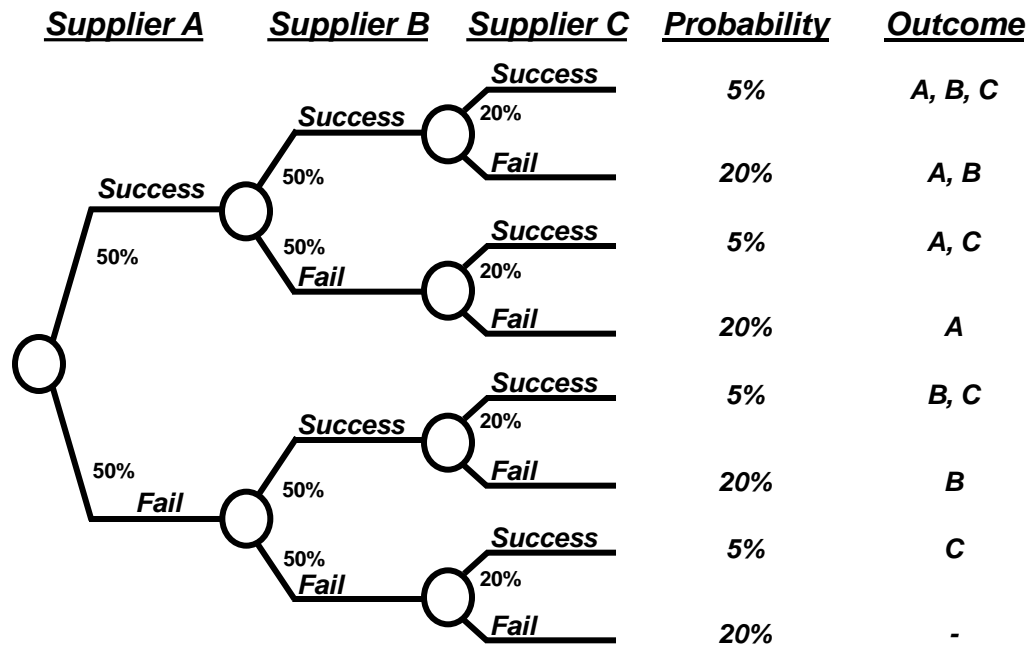 Supplier A Supplier B Supplier C Probability Outcome
Success 5% A, B, C
20%
Success
Fail 20% A, B
50%
Success
Success 5% A, C
50%
50%
20%
Fail
Fail 20% A
Success 5% B, C
20%
Success
50%
Fail 20% B
Fail
50%
Success 5% C
50%
20%
Fail
Fail 20% -